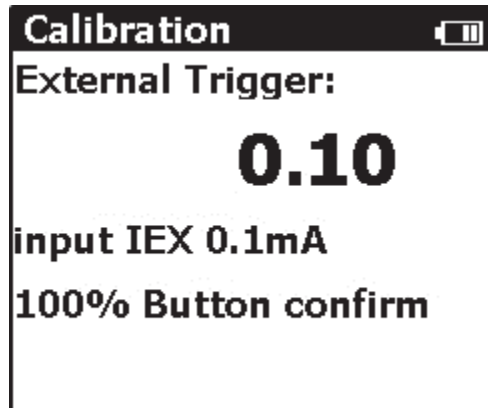 Calibration
External Trigger:
0.10
input IEX 0.1mA
100% Button confirm